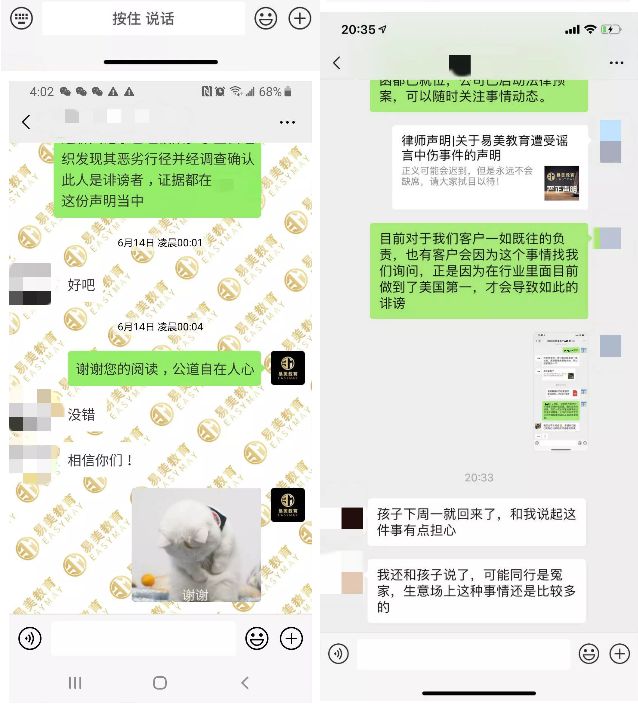 按住 说话
4:02
68%
织发现其恶劣行径并经调查确认
此人是诽谤者，证据都在
这份声明当中
6月14日 凌晨00:01
好吧
6月14日 凌晨00:04
谢谢您的阅读，公道自在人心
没错
相信你们！
谢谢
易美教育
EASYMAY
20:35
案，可以随时关注事情动态。
律师声明|关于易美教育遭受谣
言中伤事件的声明
正义可能会迟到，但是永远不会
缺席，请大家拭目以待！
严正声明
目前对于我们客户一如既往的负
责，也有客户会因为这个事情找我
们询问，正是因为在行业里面目前
做到了美国第一，才会导致如此的
诽谤
20:33
孩子下周一就回来了，和我说起这
件事有点担心
我还和孩子说了，可能同行是冤
家，生意场上这种事情还是比较多
的